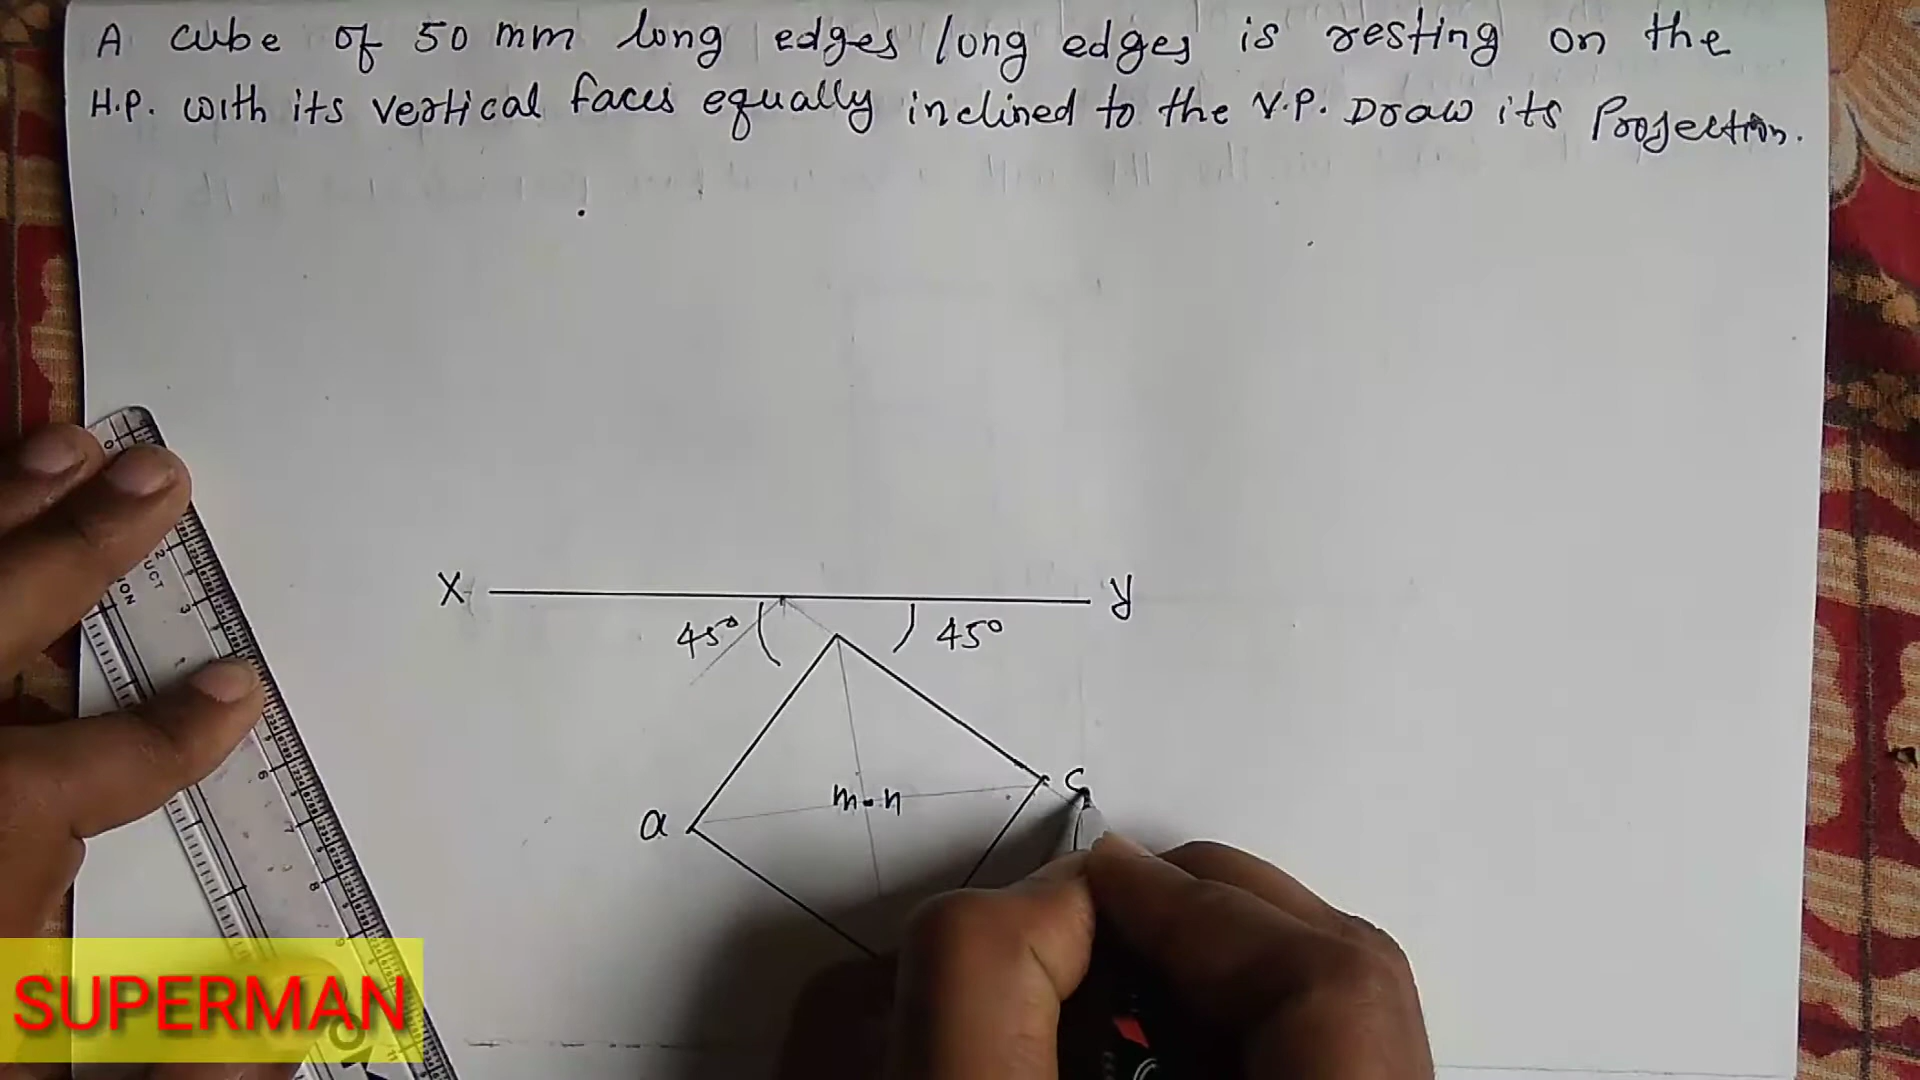 A cube of 50 mm long edges long edges is resting on the
H.P. with its vertical faces equally inclined to the V.P. Draw its Projection.
X
y
45°
45°
m-n
c
a
SUPERMAN